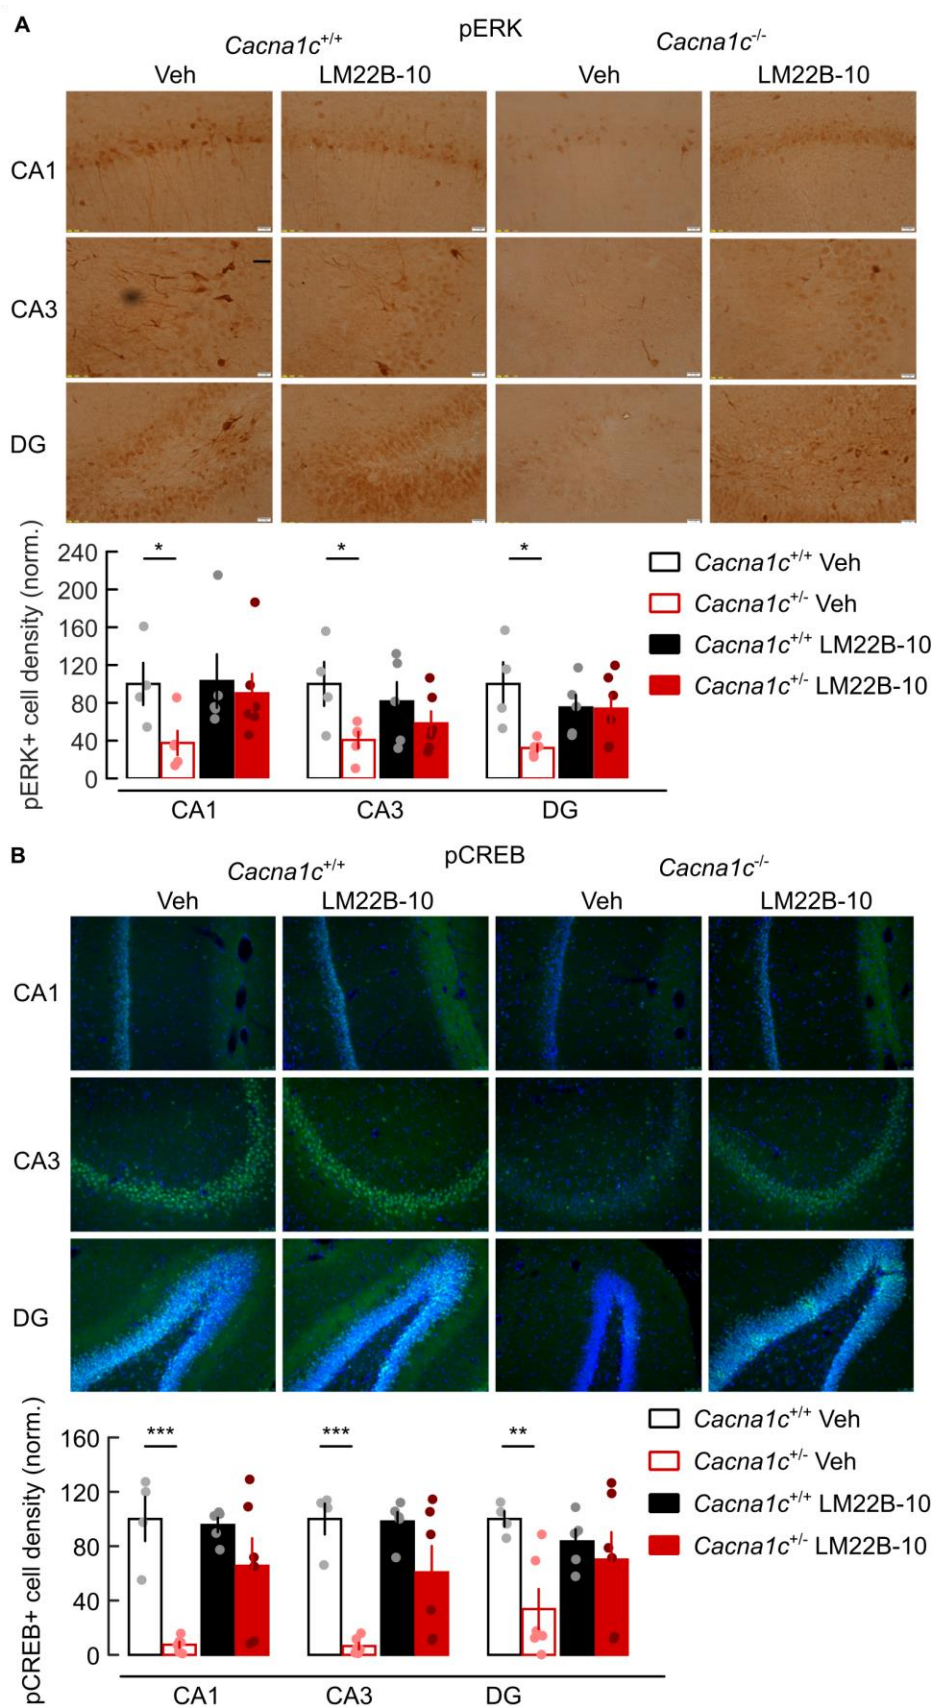 A
pERK
Cacna1c+/+
Cacna1c-/-
Veh
LM22B-10
Veh
LM22B-10
CA1
CA3
DG
pERK+ cell density (norm.)
240
200
160
120
80
40
0
*
*
*
CA1
CA3
DG
Cacna1c+/+ Veh
Cacna1c+/- Veh
Cacna1c+/+ LM22B-10
Cacna1c+/- LM22B-10
B
pCREB
Cacna1c+/+
Cacna1c-/-
Veh
LM22B-10
Veh
LM22B-10
CA1
CA3
DG
pCREB+ cell density (norm.)
160
120
80
40
0
***
***
**
CA1
CA3
DG
Cacna1c+/+ Veh
Cacna1c+/- Veh
Cacna1c+/+ LM22B-10
Cacna1c+/- LM22B-10